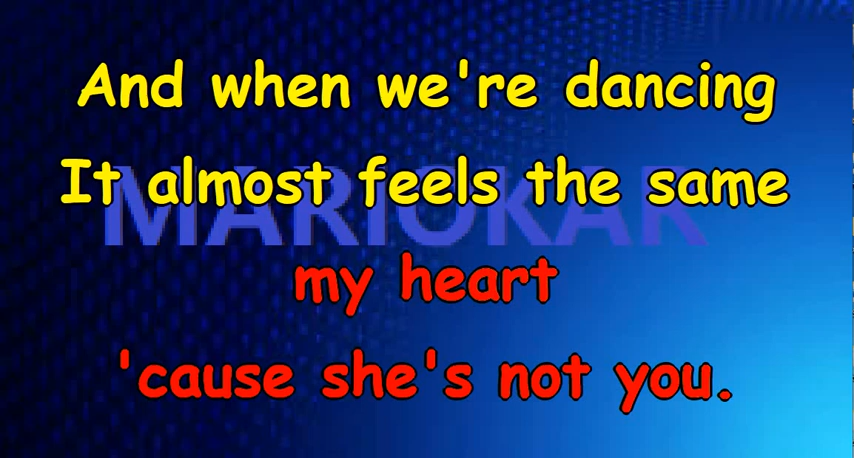 And when we're dancing
It almost feels the same
MARIOKAR
my heart
'cause she's not you.